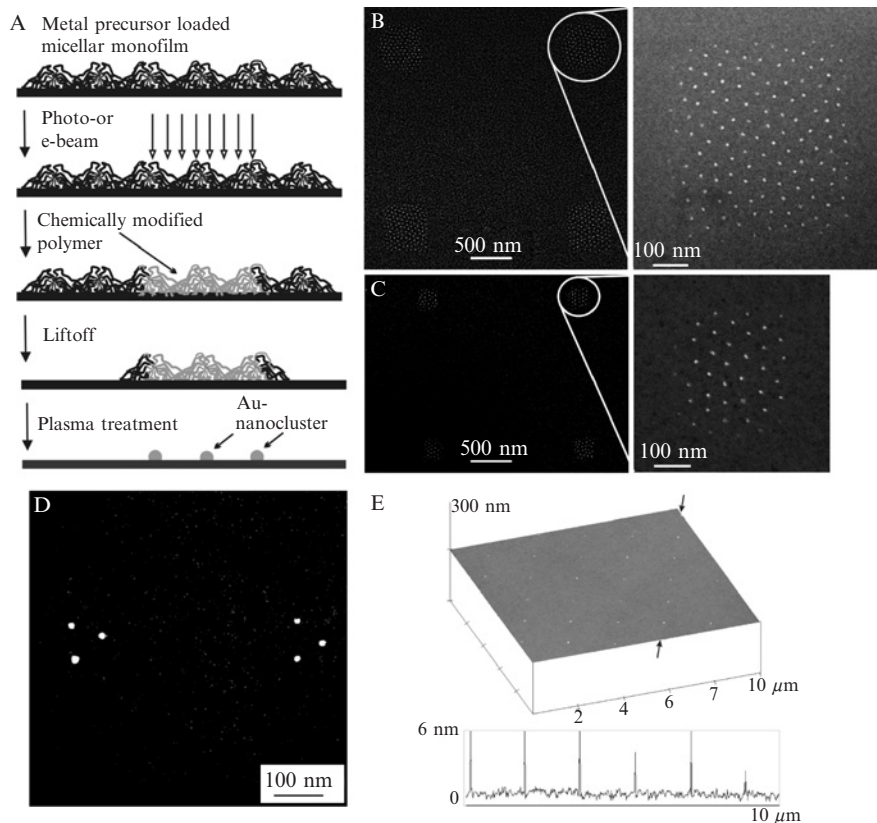 A
Metal precursor loaded
micellar monofilm
Photo-or
e-beam
Chemically modified
polymer
Liftoff
Plasma treatment
Au-
nanocluster
B
500 nm
100 nm
C
500 nm
100 nm
D
100 nm
E
300 nm
2
4
6
7
10 μm
6 nm
0
10 μm